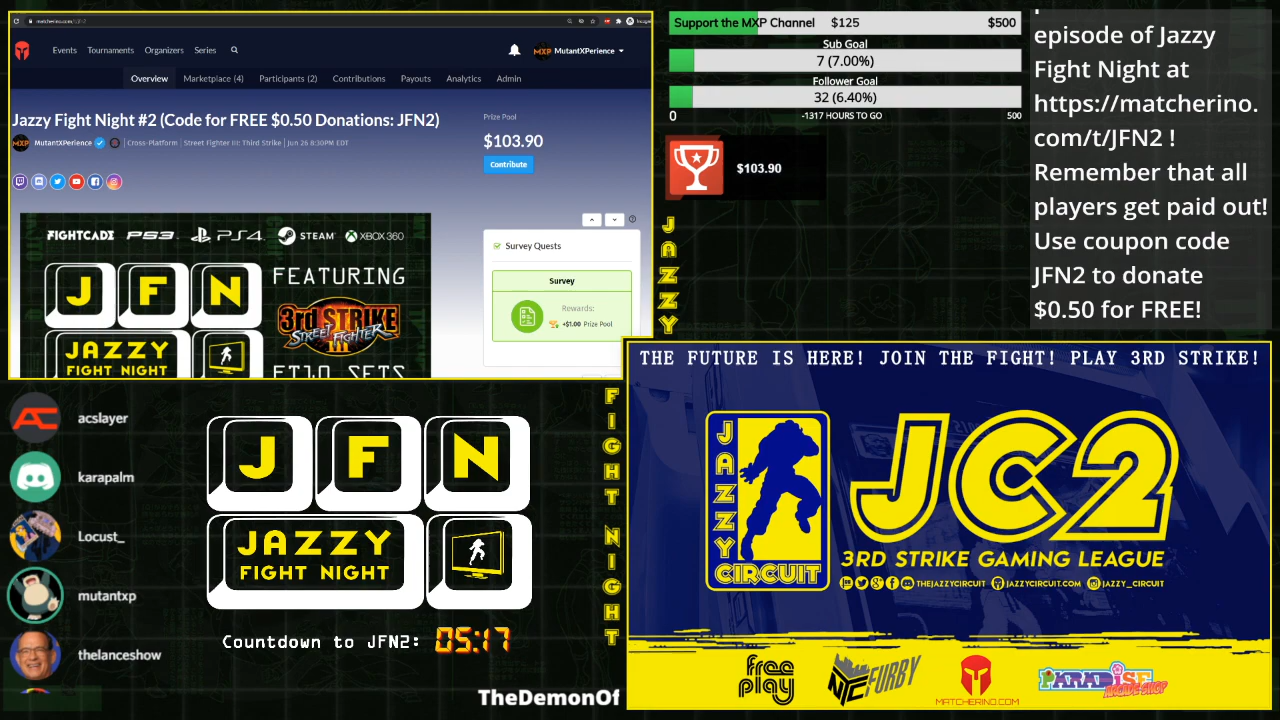 matcherino.com/t/JFN2
Events Tournaments Organizers Series
MXP MutantXPerience
Overview Marketplace (4) Participants (2) Contributions Payouts Analytics Admin
Jazzy Fight Night #2 (Code for FREE $0.50 Donations: JFN2)
MXP MutantXPerience | Cross-Platform | Street Fighter III: Third Strike | Jun 26 8:30PM EDT
Prize Pool
$103.90
Contribute
FIGHTCADE PS3 PS4 STEAM XBOX 360
J F N
JAZZY
FIGHT NIGHT
FEATURING
3rd STRIKE
STREET FIGHTER III
FT10 SETS
Survey Quests
Survey
Rewards:
+$1.00 Prize Pool
Support the MXP Channel $125 $500
Sub Goal
7 (7.00%)
Follower Goal
32 (6.40%)
0 -1317 HOURS TO GO 500
$103.90
episode of Jazzy
Fight Night at
https://matcherino.
com/t/JFN2 !
Remember that all
players get paid out!
Use coupon code
JFN2 to donate
$0.50 for FREE!
JAZZY
FIGHT NIGHT
acslayer
karapalm
Locust_
mutantxp
thelanceshow
J F N
JAZZY
FIGHT NIGHT
Countdown to JFN2: 05:17
TheDemonOf
THE FUTURE IS HERE! JOIN THE FIGHT! PLAY 3RD STRIKE!
JAZZY
CIRCUIT
JC2
3RD STRIKE GAMING LEAGUE
THEJAZZYCIRCUIT JAZZYCIRCUIT.COM JAZZY_CIRCUIT
free play
NYC FURBY
MATCHERINO.COM
PARADISE
ARCADE SHOP